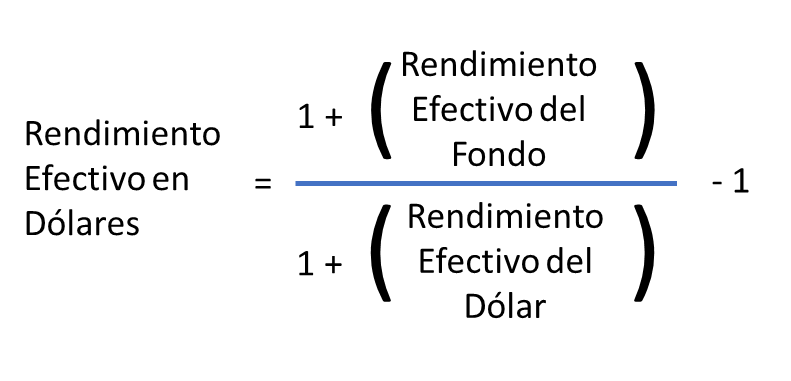 Rendimiento
Efectivo en
Dólares
=
1 +
(Rendimiento
Efectivo del
Fondo)
1 +
(Rendimiento
Efectivo del
Dólar)
- 1